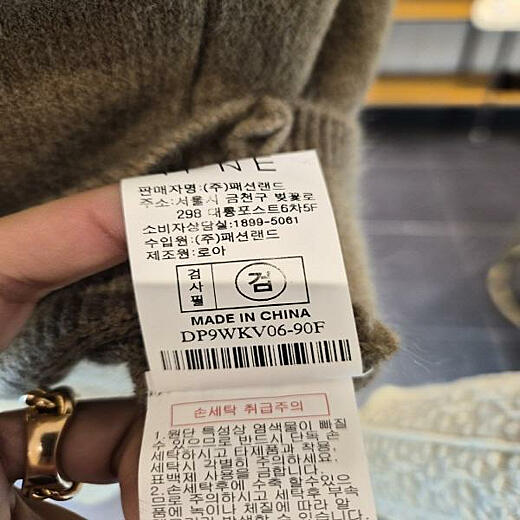 NE
판매자명:(주)패션랜드
주소:서울시 금천구 벚꽃로
298 대륭포스트6차5F
소비자상담실:1899-5061
수입원:(주)패션랜드
제조원:로아
검사필
검
MADE IN CHINA
DP9WKV06-90F
손세탁 취급주의
1.원단 특성상 염색물이 빠질
수 있으므로 반드시 단독 손
세탁하시고 타제품과 착용,
세탁시 각별히 주의하세요.
표백제 사용을 금합니다.
2.손세탁후에 수축 할수있으
므로 주의하시고 세탁후 부속
품에 녹이나 체질에 따라 알
수 있습니다.